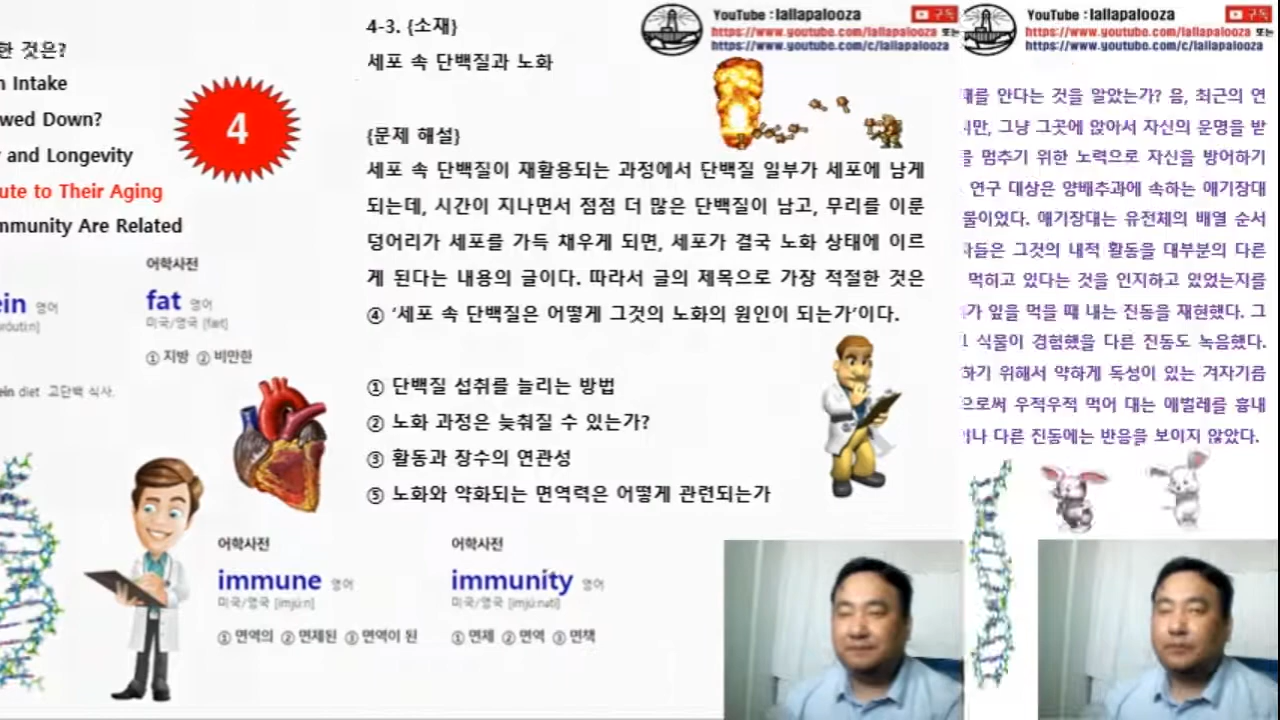 한 것은?
Intake
wed Down?
and Longevity
ute to Their Aging
mmunity Are Related
4
어학사전
fat 영어
미국/영국 [fæt]
① 지방 ② 비만한
ein 영어
ein diet 고단백 식사.
4-3. {소재}
세포 속 단백질과 노화
{문제 해설}
세포 속 단백질이 재활용되는 과정에서 단백질 일부가 세포에 남게
되는데, 시간이 지나면서 점점 더 많은 단백질이 남고, 무리를 이룬
덩어리가 세포를 가득 채우게 되면, 세포가 결국 노화 상태에 이르
게 된다는 내용의 글이다. 따라서 글의 제목으로 가장 적절한 것은
④ ‘세포 속 단백질은 어떻게 그것의 노화의 원인이 되는가’이다.
① 단백질 섭취를 늘리는 방법
② 노화 과정은 늦춰질 수 있는가?
③ 활동과 장수의 연관성
⑤ 노화와 약화되는 면역력은 어떻게 관련되는가
어학사전
immune 영어
미국/영국 [imjúːn]
① 면역의 ② 면제된 ③ 면역이 된
어학사전
immunity 영어
미국/영국 [imjúːnəti]
① 면제 ② 면역 ③ 면책
YouTube : lallapalooza 구독
https://www.youtube.com/lallapalooza 또는
https://www.youtube.com/c/lallapalooza
YouTube : lallapalooza 구독
https://www.youtube.com/lallapalooza 또는
https://www.youtube.com/c/lallapalooza
를 안다는 것을 알았는가? 음, 최근의 연
지만, 그냥 그곳에 앉아서 자신의 운명을 받
를 멈추기 위한 노력으로 자신을 방어하기
연구 대상은 양배추과에 속하는 애기장대
물이었다. 애기장대는 유전체의 배열 순서
자들은 그것의 내적 활동을 대부분의 다른
먹히고 있다는 것을 인지하고 있었는지를
가 잎을 먹을 때 내는 진동을 재현했다. 그
식물이 경험했을 다른 진동도 녹음했다.
하기 위해서 약하게 독성이 있는 겨자기름
으로써 우적우적 먹어 대는 애벌레를 흉내
나 다른 진동에는 반응을 보이지 않았다.